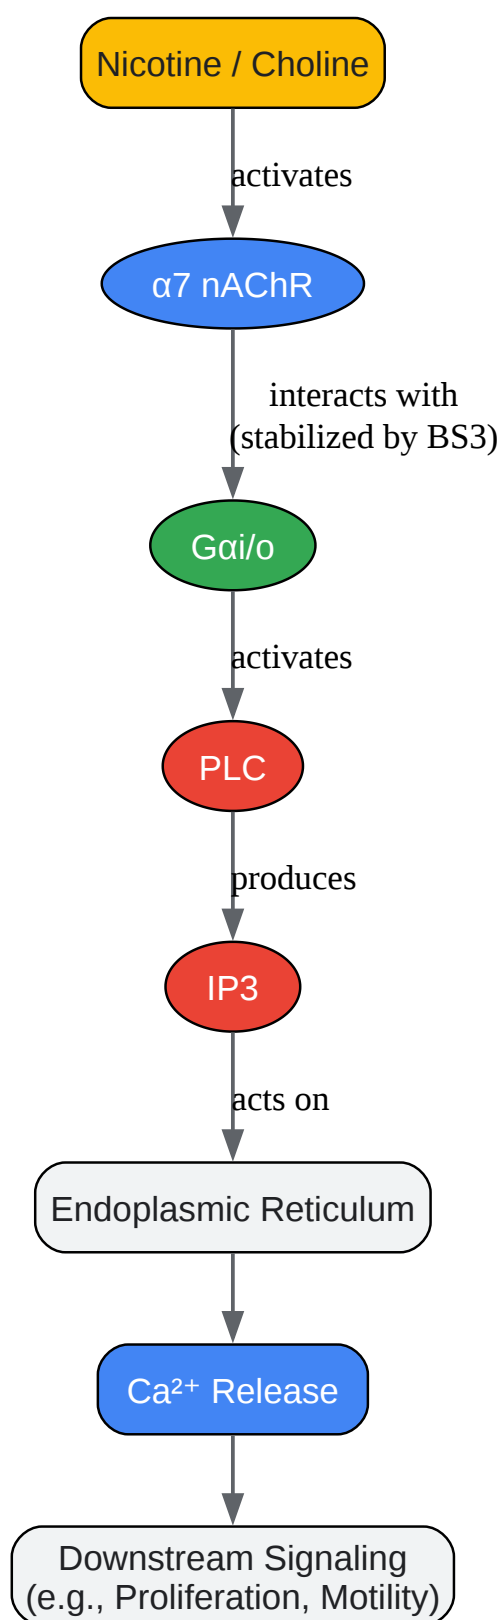 Nicotine / Choline
activates
α7 nAChR
interacts with
(stabilized by BS3)
Gαi/o
activates
PLC
produces
IP3
acts on
Endoplasmic Reticulum
Ca²⁺ Release
Downstream Signaling
(e.g., Proliferation, Motility)